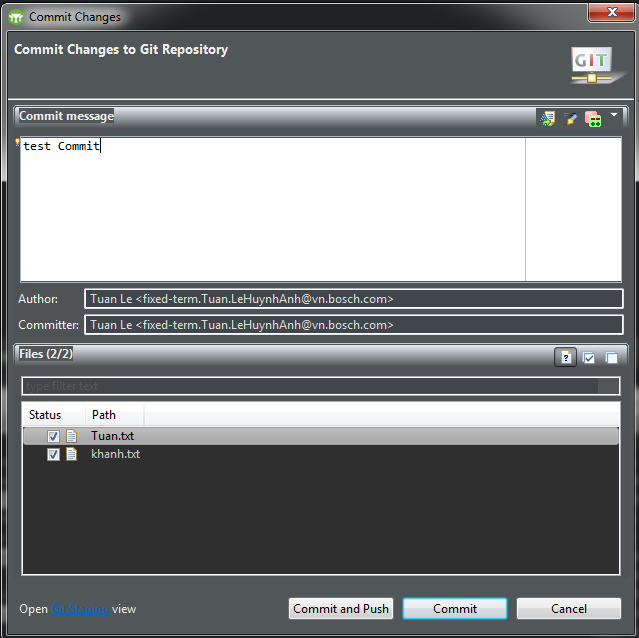 Commit Changes
Commit Changes to Git Repository
GIT
Commit message
test Commit
Author: Tuan Le <fixed-term.Tuan.LeHuynhAnh@vn.bosch.com>
Committer: Tuan Le <fixed-term.Tuan.LeHuynhAnh@vn.bosch.com>
Files (2/2)
type filter text
Status Path
Tuan.txt
khanh.txt
Open Git Staging view
Commit and Push Commit Cancel